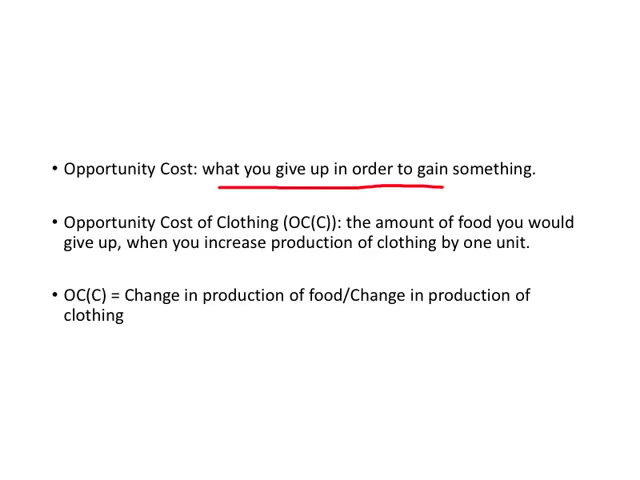 • Opportunity Cost: what you give up in order to gain something.
• Opportunity Cost of Clothing (OC(C)): the amount of food you would
give up, when you increase production of clothing by one unit.
• OC(C) = Change in production of food/Change in production of
clothing